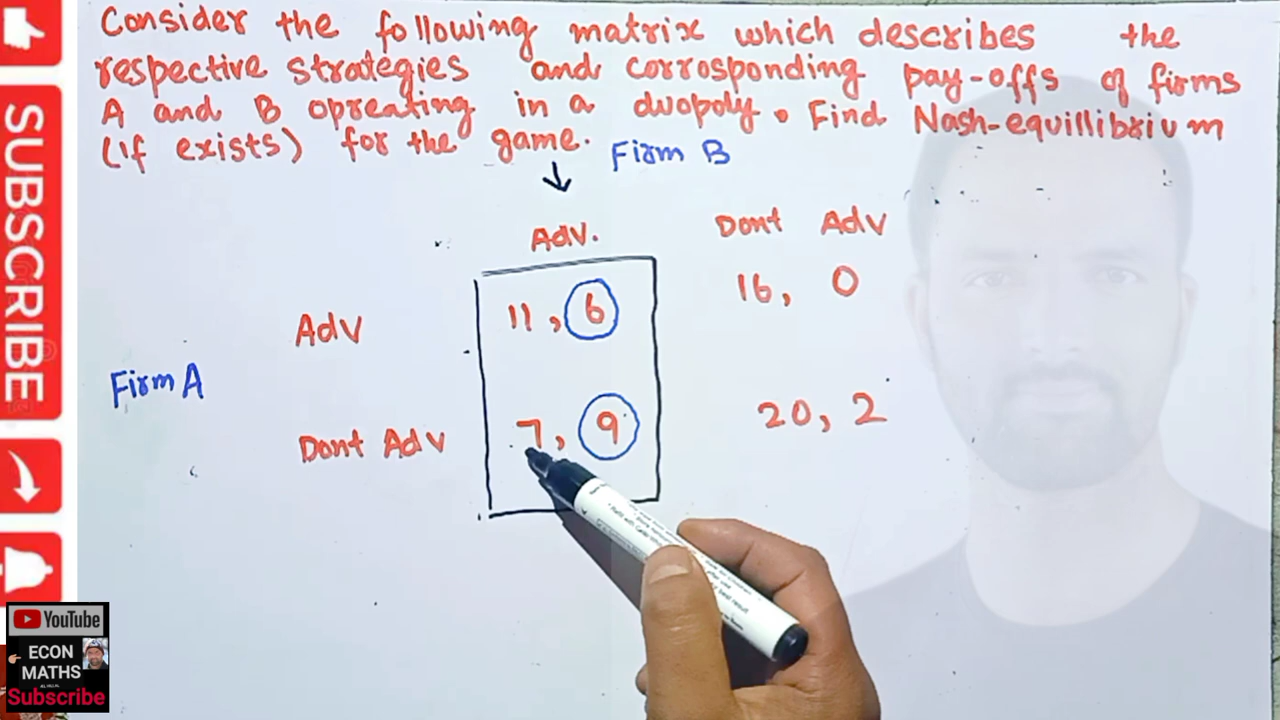 Consider the following matrix which describes the
respective strategies and corrosponding pay-offs of firms
A and B opreating in a duopoly. Find Nash-equillibrium
(if exists) for the game.
Firm B
Adv.
Dont Adv
Adv
11, 6
16, 0
Firm A
Dont Adv
7, 9
20, 2
SUBSCRIBE
YouTube
ECON
MATHS
Subscribe